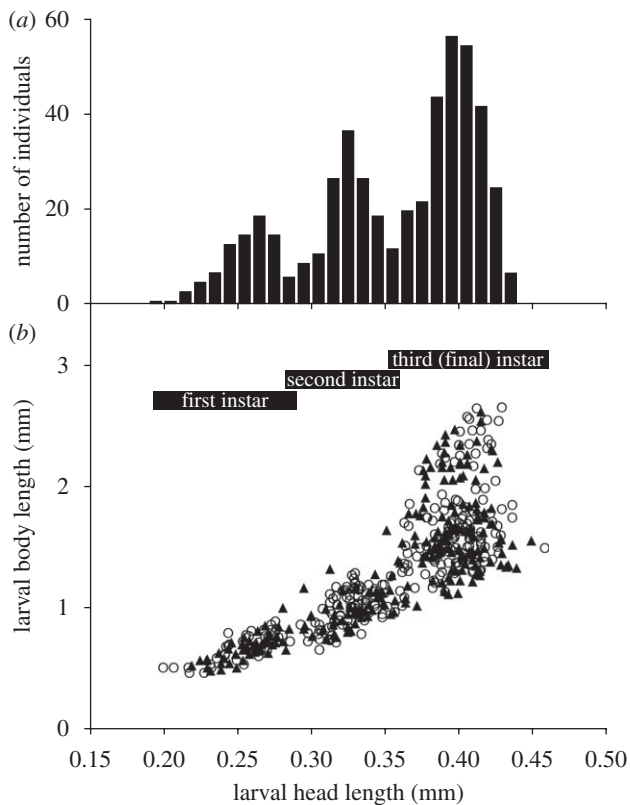 (a)
60
40
20
0
number of individuals
(b)
3
2
1
0
larval body length (mm)
third (final) instar
second instar
first instar
0.15 0.20 0.25 0.30 0.35 0.40 0.45 0.50
larval head length (mm)